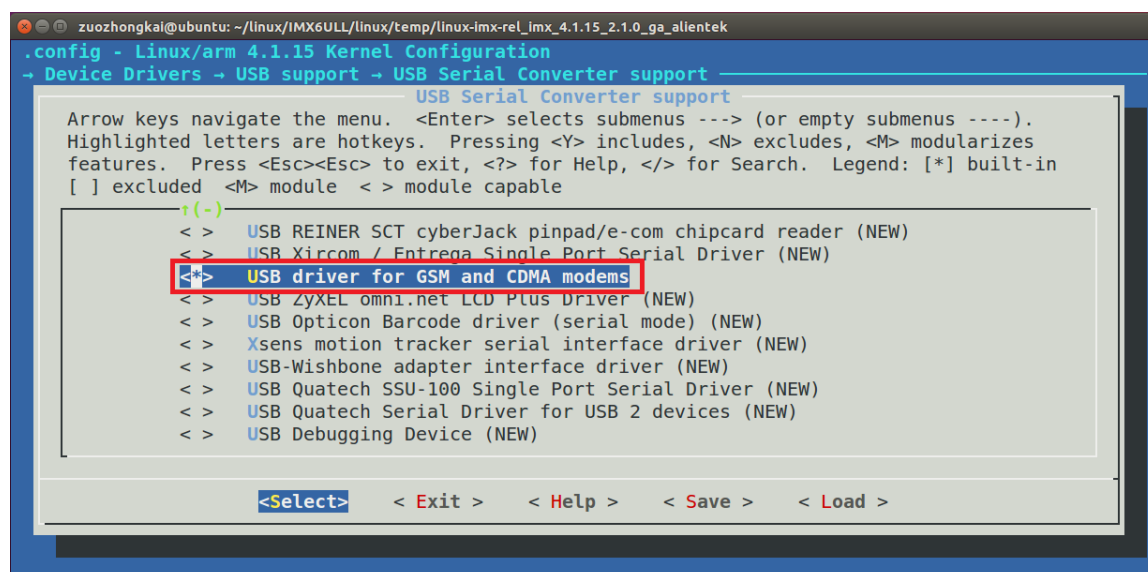 zuozhongkai@ubuntu: ~/linux/IMX6ULL/linux/temp/linux-imx-rel_imx_4.1.15_2.1.0_ga_alientek
.config - Linux/arm 4.1.15 Kernel Configuration
→ Device Drivers → USB support → USB Serial Converter support
USB Serial Converter support
Arrow keys navigate the menu.  <Enter> selects submenus ---> (or empty submenus ----).
Highlighted letters are hotkeys.  Pressing <Y> includes, <N> excludes, <M> modularizes
features.  Press <Esc><Esc> to exit, <?> for Help, </> for Search.  Legend: [*] built-in
[ ] excluded  <M> module  < > module capable
↑(-)
< >   USB REINER SCT cyberJack pinpad/e-com chipcard reader (NEW)
< >   USB Xircom / Entrega Single Port Serial Driver (NEW)
<*>   USB driver for GSM and CDMA modems
< >   USB ZyXEL omni.net LCD Plus Driver (NEW)
< >   USB Opticon Barcode driver (serial mode) (NEW)
< >   Xsens motion tracker serial interface driver (NEW)
< >   USB-Wishbone adapter interface driver (NEW)
< >   USB Quatech SSU-100 Single Port Serial Driver (NEW)
< >   USB Quatech Serial Driver for USB 2 devices (NEW)
< >   USB Debugging Device (NEW)
<Select>    < Exit >    < Help >    < Save >    < Load >